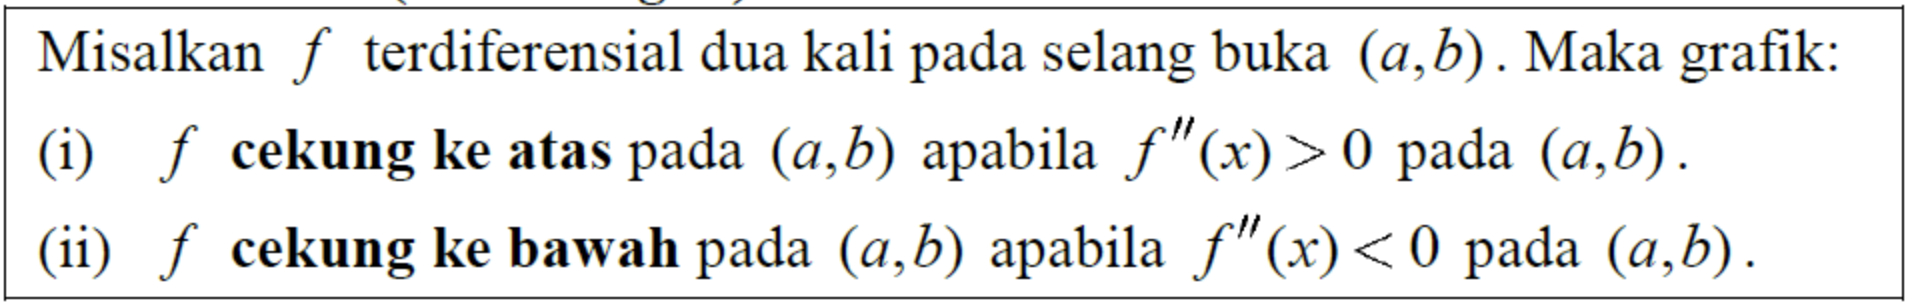 Misalkan f terdiferensial dua kali pada selang buka (a,b). Maka grafik:
(i) f cekung ke atas pada (a,b) apabila f″(x) > 0 pada (a,b).
(ii) f cekung ke bawah pada (a,b) apabila f″(x) < 0 pada (a,b).